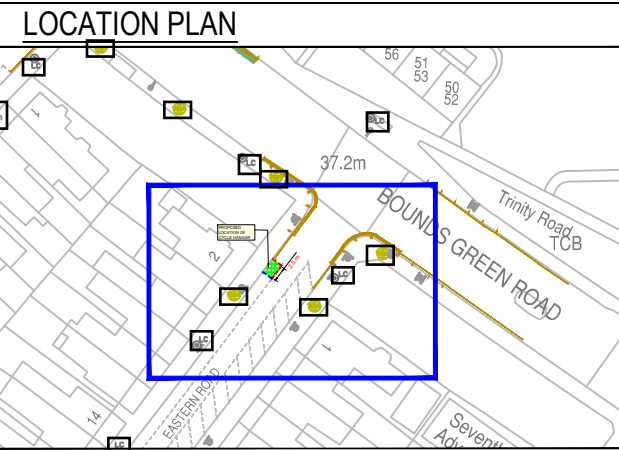 LOCATION PLAN
LC
56
51
53
50
52
LC
1
LC
37.2m
Trinity Road
TCB
BOUNDS GREEN ROAD
PROPOSED
LOCATION OF
CYCLE HANGAR
2
LC
LC
1
EASTERN ROAD
14
LC
Seventh